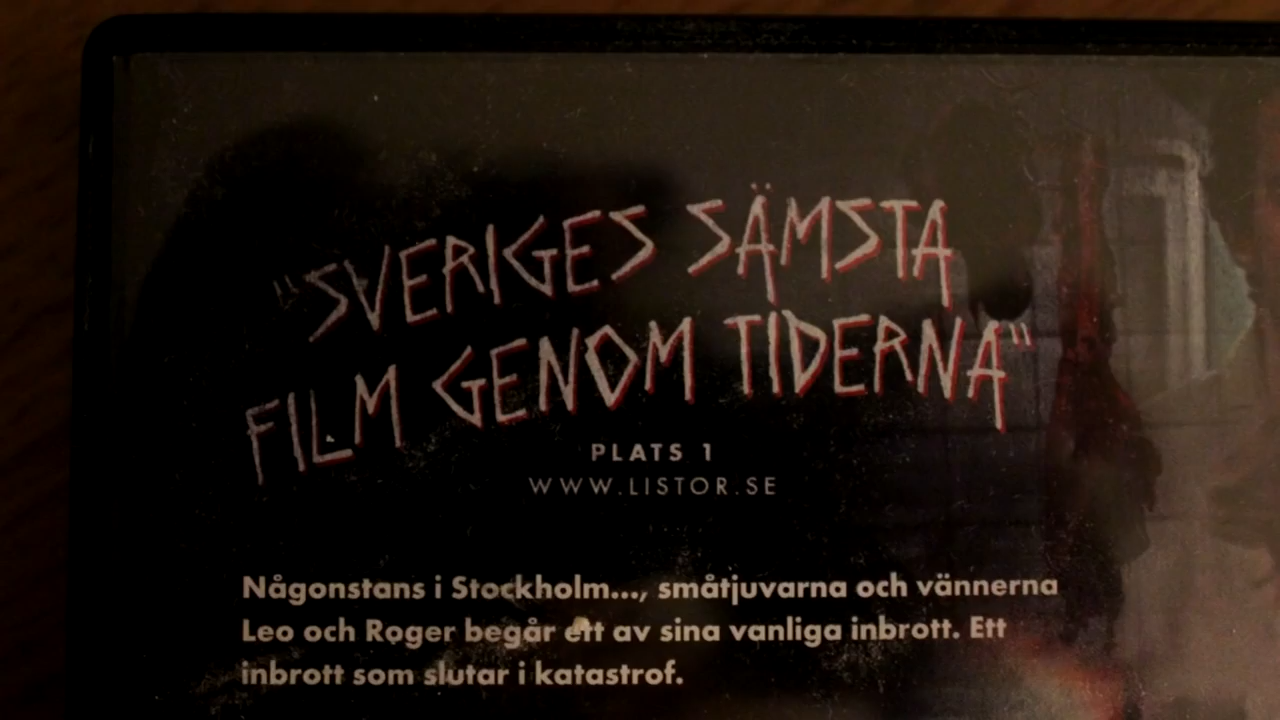 "SVERIGES SÄMSTA
FILM GENOM TIDERNA"
PLATS 1
WWW.LISTOR.SE
Någonstans i Stockholm..., småtjuvarna och vännerna
Leo och Roger begår ett av sina vanliga inbrott. Ett
inbrott som slutar i katastrof.